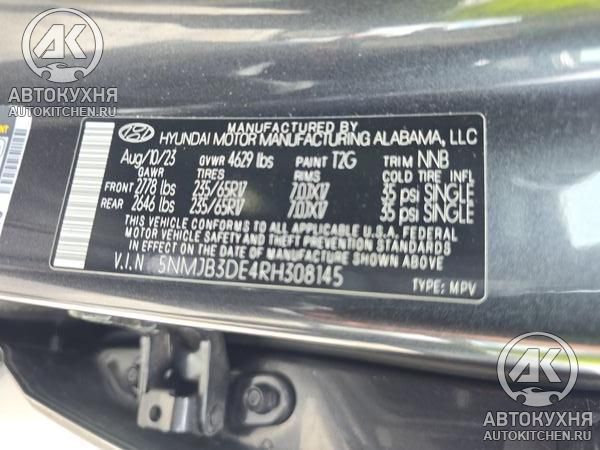 AK
АВТОКУХНЯ
AUTOKITCHEN.RU
MANUFACTURED BY
HYUNDAI MOTOR MANUFACTURING ALABAMA, LLC
Aug/10/23 GVWR 4629 lbs PAINT T2G TRIM NNB
GAWR TIRES RIMS COLD TIRE INFL
FRONT 2778 lbs 235/65R17 7.0JX17 35 psi SINGLE
REAR 2646 lbs 235/65R17 7.0JX17 35 psi SINGLE
THIS VEHICLE CONFORMS TO ALL APPLICABLE U.S.A. FEDERAL
MOTOR VEHICLE SAFETY AND THEFT PREVENTION STANDARDS
IN EFFECT ON THE DATE OF MANUFACTURE SHOWN ABOVE.
V.I.N 5NMJB3DE4RH308145
TYPE: MPV
AK
АВТОКУХНЯ
AUTOKITCHEN.RU